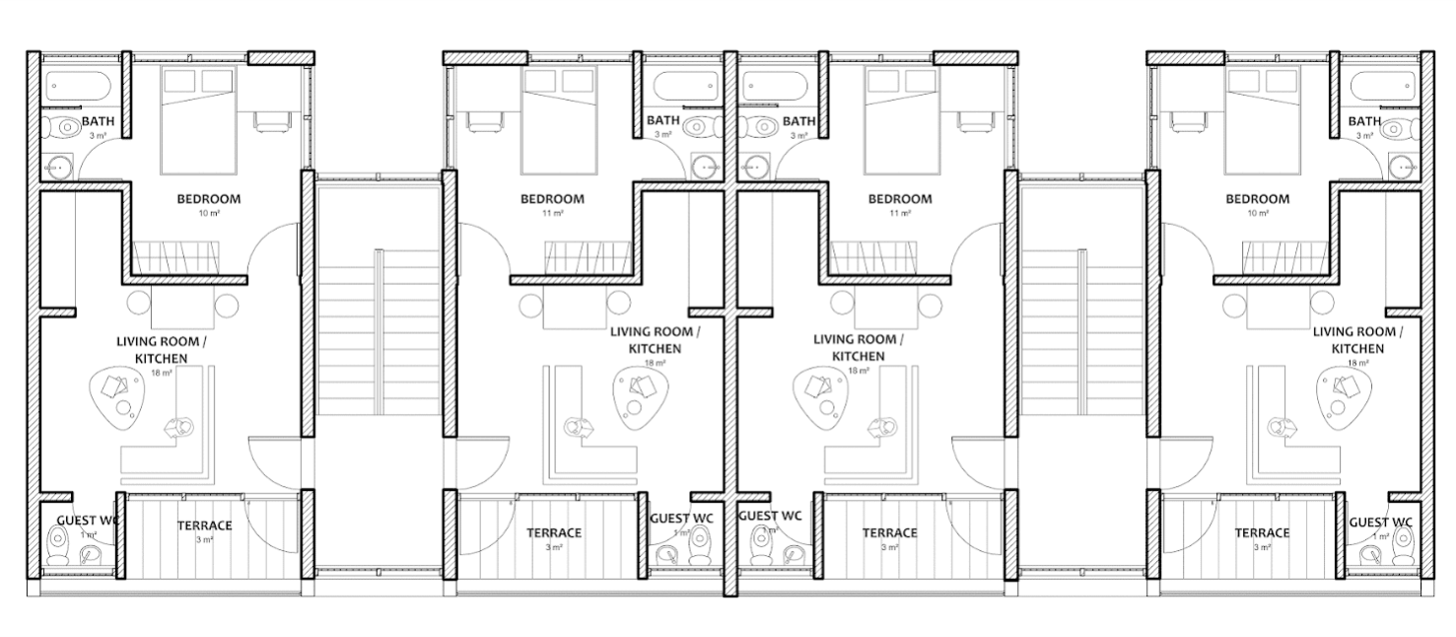 BATH
3 m²
BEDROOM
10 m²
LIVING ROOM /
KITCHEN
18 m²
GUEST WC
1 m²
TERRACE
3 m²
BATH
3 m²
BEDROOM
11 m²
LIVING ROOM /
KITCHEN
18 m²
TERRACE
3 m²
GUEST WC
1 m²
BATH
3 m²
BEDROOM
11 m²
LIVING ROOM /
KITCHEN
18 m²
GUEST WC
1 m²
TERRACE
3 m²
BATH
3 m²
BEDROOM
10 m²
LIVING ROOM /
KITCHEN
18 m²
TERRACE
3 m²
GUEST WC
1 m²